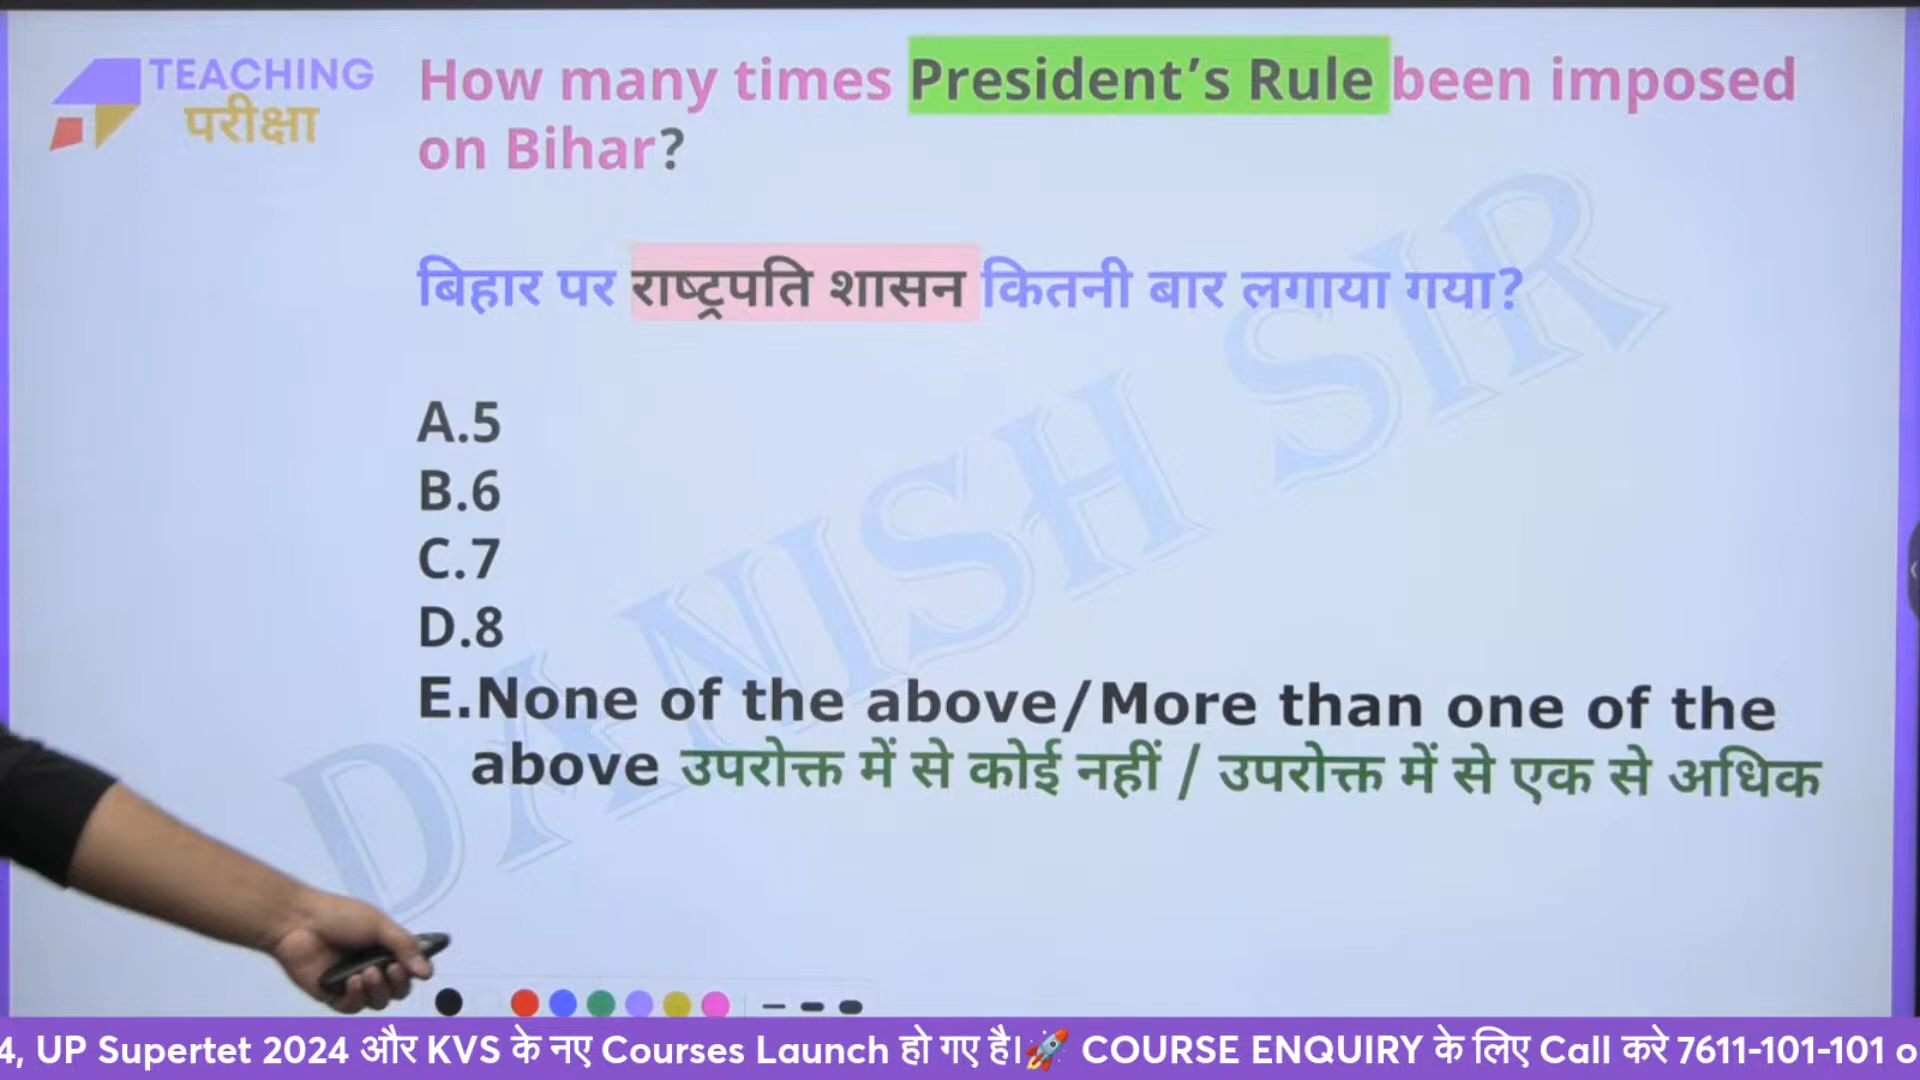 TEACHING
परीक्षा
How many times President’s Rule been imposed
on Bihar?
बिहार पर राष्ट्रपति शासन कितनी बार लगाया गया?
A.5
B.6
C.7
D.8
E.None of the above/More than one of the
above उपरोक्त में से कोई नहीं / उपरोक्त में से एक से अधिक
DANISH SIR
4, UP Supertet 2024 और KVS के नए Courses Launch हो गए है।🚀 COURSE ENQUIRY के लिए Call करे 7611-101-101 o